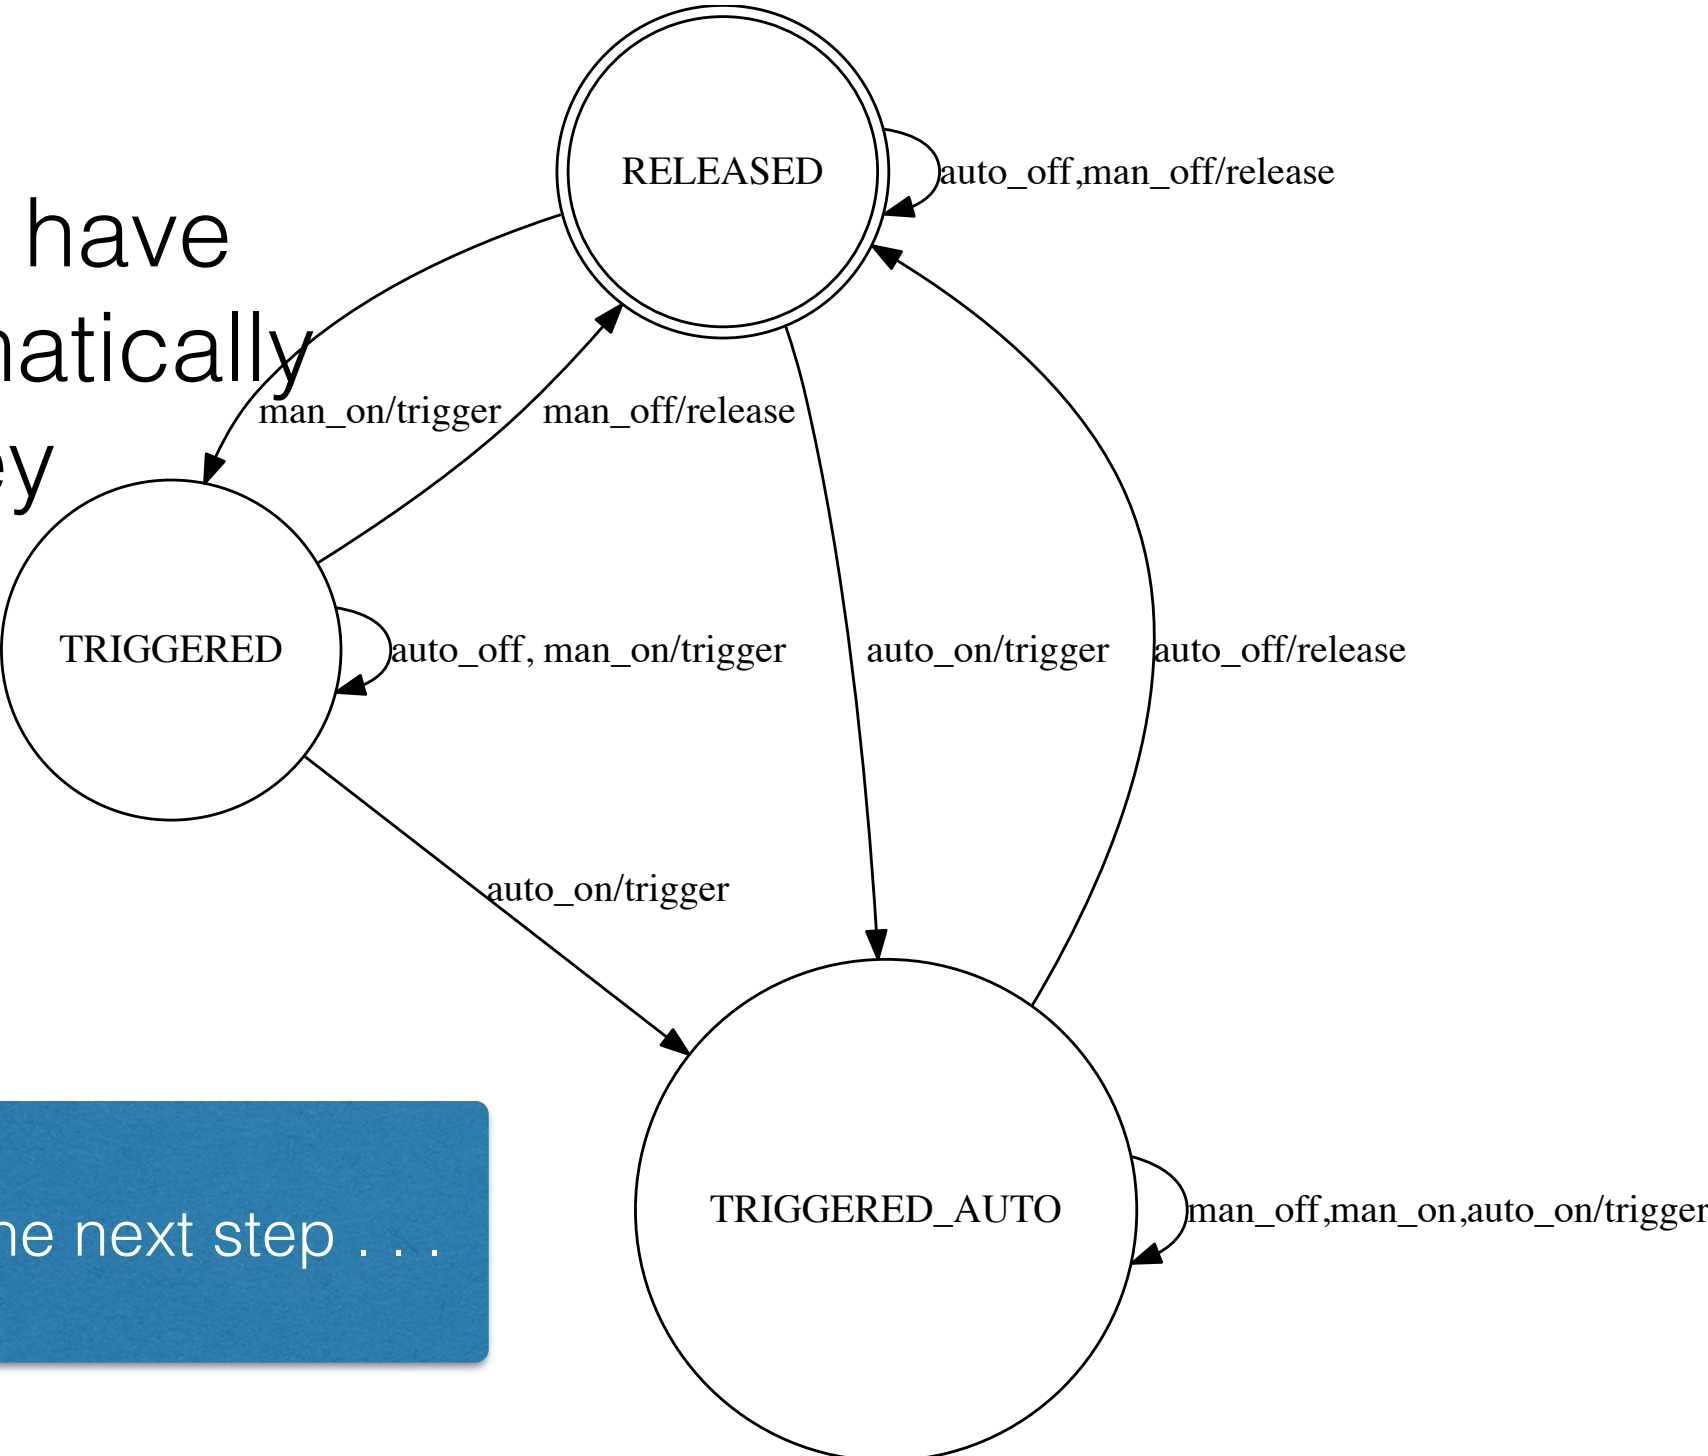 RELEASED
auto_off,man_off/release
have
man_on/trigger
man_off/release
TRIGGERED
auto_off, man_on/trigger
auto_on/trigger
auto_off/release
auto_on/trigger
next step . . .
TRIGGERED_AUTO
man_off,man_on,auto_on/trigger